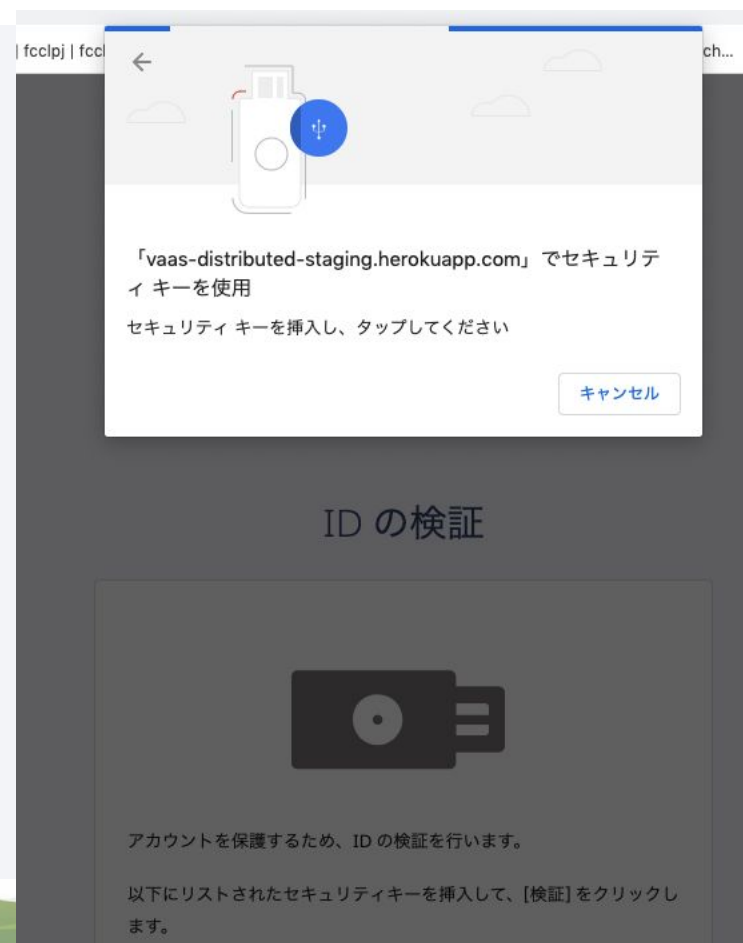 | fcclpj | fccl
ch...
「vaas-distributed-staging.herokuapp.com」でセキュリテ
ィ キーを使用
セキュリティ キーを挿入し、タップしてください
キャンセル
ID の検証
アカウントを保護するため、ID の検証を行います。
以下にリストされたセキュリティキーを挿入して、[検証] をクリックし
ます。